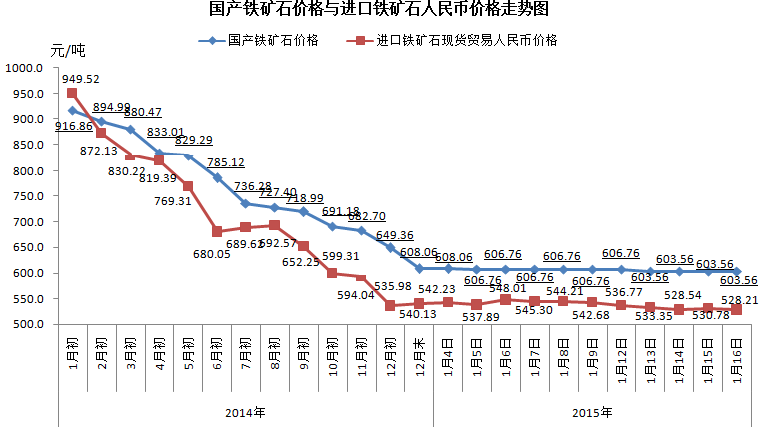 国产铁矿石价格与进口铁矿石人民币价格走势图
元/吨
国产铁矿石价格 进口铁矿石现货贸易人民币价格
1000.0
950.0
900.0
850.0
800.0
750.0
700.0
650.0
600.0
550.0
500.0
916.86 894.99 880.47 833.01 829.29 785.12 736.28 727.40 718.99 691.18 682.70 649.36 608.06 608.06 606.76 606.76 606.76 606.76 606.76 606.76 603.56 603.56 603.56 603.56
949.52 872.13 830.22 819.39 769.31 680.05 689.62 692.57 652.25 599.31 594.04 535.98 540.13 542.23 537.89 548.01 545.30 544.21 542.68 536.77 533.35 528.54 530.78 528.21
1月初 2月初 3月初 4月初 5月初 6月初 7月初 8月初 9月初 10月初 11月初 12月初 12月末 1月4日 1月5日 1月6日 1月7日 1月8日 1月9日 1月12日 1月13日 1月14日 1月15日 1月16日
2014年 2015年